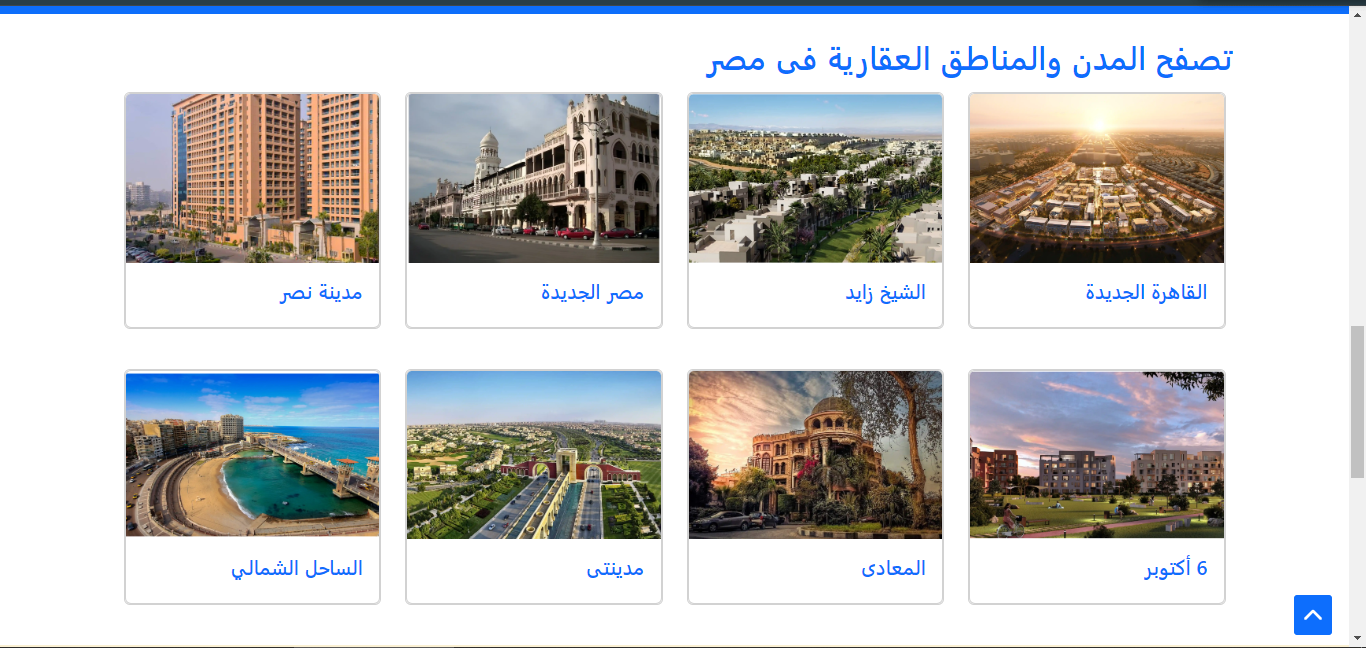 تصفح المدن والمناطق العقارية فى مصر
القاهرة الجديدة
الشيخ زايد
مصر الجديدة
مدينة نصر
6 أكتوبر
المعادى
مدينتى
الساحل الشمالي